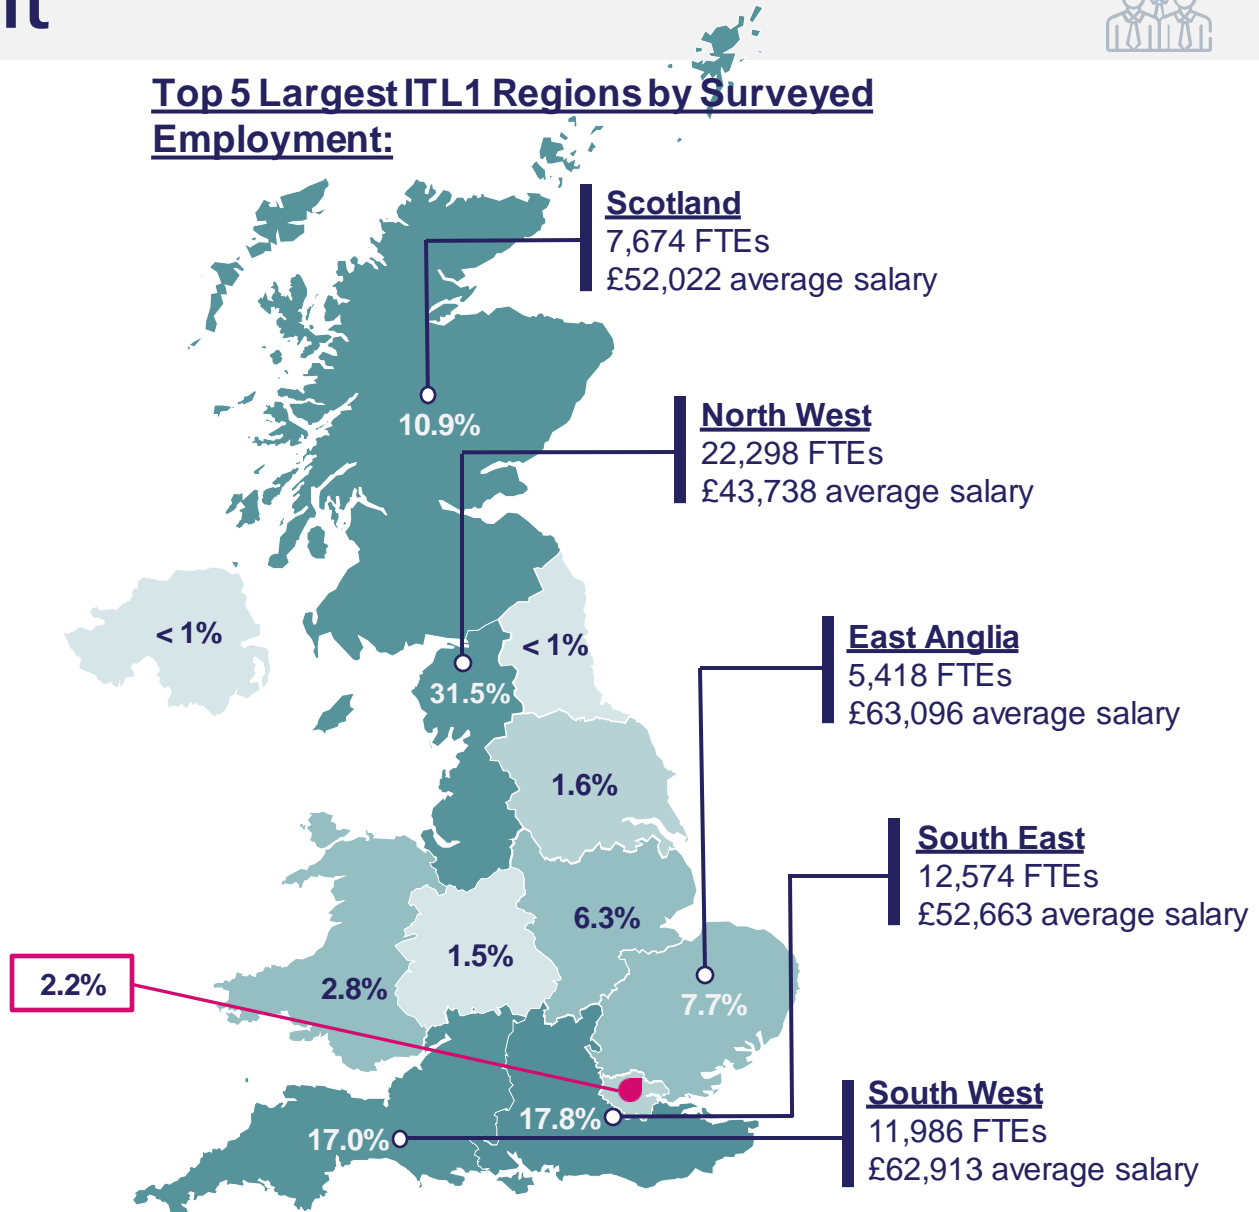 Top 5 Largest ITL1 Regions by Surveyed
Employment:
Scotland
7,674 FTEs
£52,022 average salary
10.9%
North West
22,298 FTEs
£43,738 average salary
< 1%
< 1%
31.5%
East Anglia
5,418 FTEs
£63,096 average salary
1.6%
South East
12,574 FTEs
£52,663 average salary
6.3%
1.5%
2.2%
2.8%
7.7%
South West
11,986 FTEs
£62,913 average salary
17.8%
17.0%